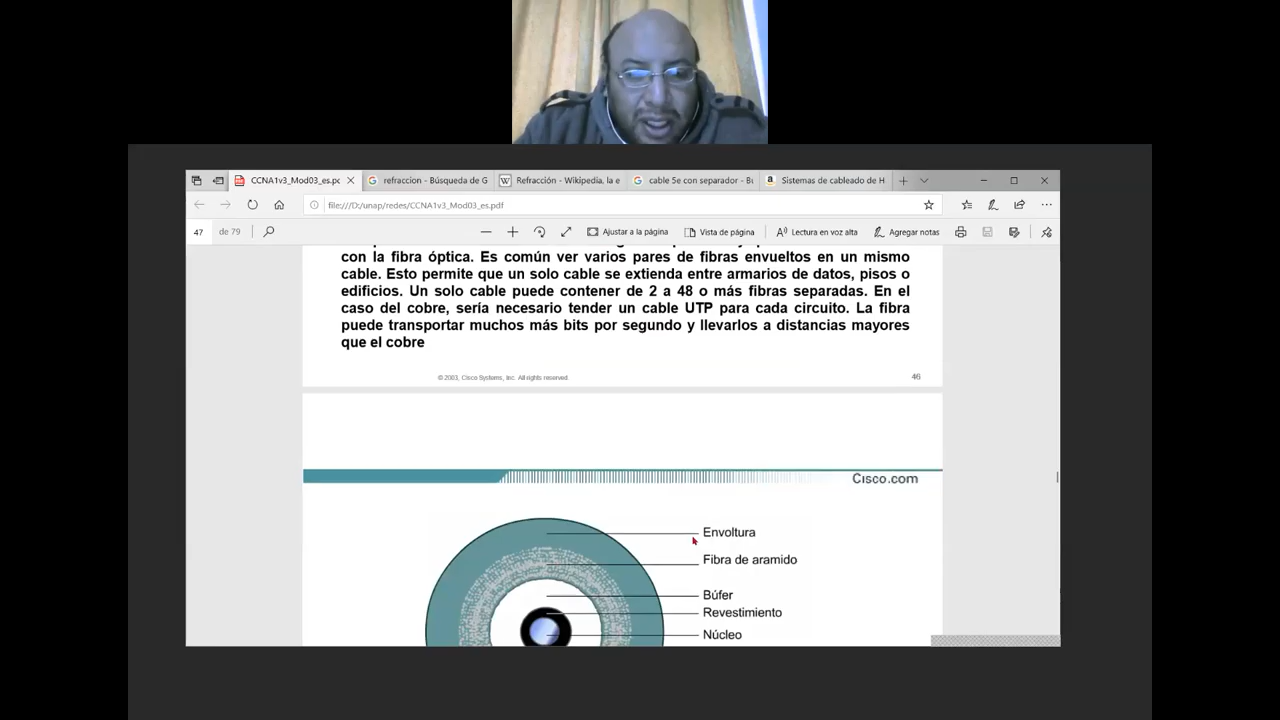 CCNA1v3_Mod03_es.pc
refraccion - Búsqueda de G
Refracción - Wikipedia, la e
cable 5e con separador - Bu
Sistemas de cableado de H
file:///D:/unap/redes/CCNA1v3_Mod03_es.pdf
47 de 79
Ajustar a la página
Vista de página
Lectura en voz alta
Agregar notas
con la fibra óptica. Es común ver varios pares de fibras envueltos en un mismo
cable. Esto permite que un solo cable se extienda entre armarios de datos, pisos o
edificios. Un solo cable puede contener de 2 a 48 o más fibras separadas. En el
caso del cobre, sería necesario tender un cable UTP para cada circuito. La fibra
puede transportar muchos más bits por segundo y llevarlos a distancias mayores
que el cobre
© 2003, Cisco Systems, Inc. All rights reserved.
46
Cisco.com
Envoltura
Fibra de aramido
Búfer
Revestimiento
Núcleo